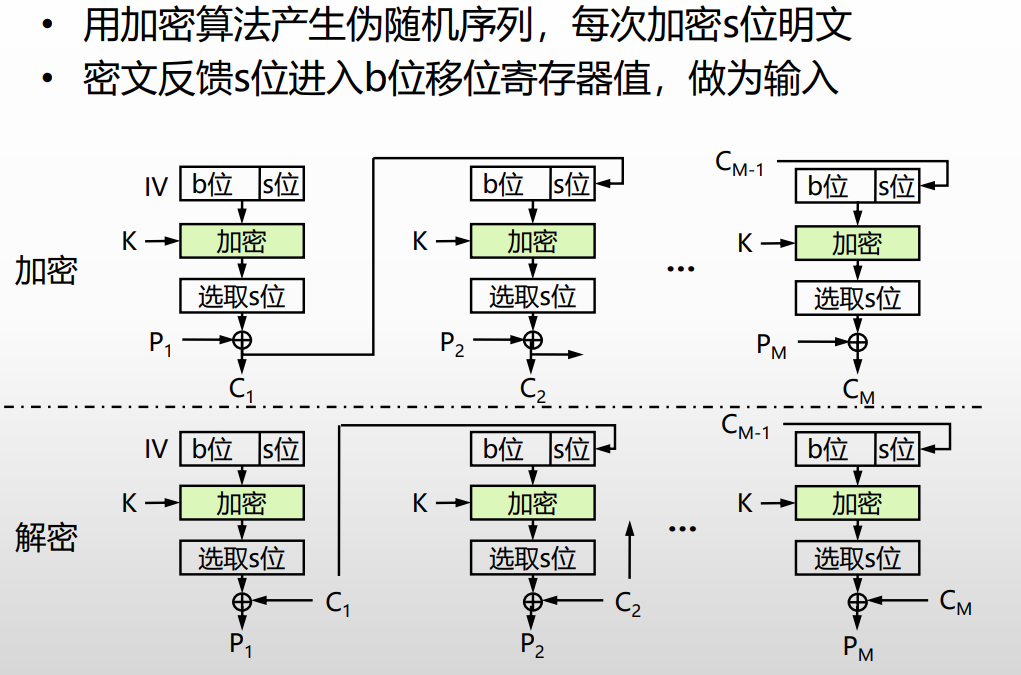 • 用加密算法产生伪随机序列，每次加密s位明文
• 密文反馈s位进入b位移位寄存器值，做为输入
IV b位 s位 b位 s位 C_{M-1} b位 s位
K 加密 K 加密 K 加密
加密 ...
选取s位 选取s位 选取s位
P_1 P_2 P_M
C_1 C_2 C_M
IV b位 s位 b位 s位 C_{M-1} b位 s位
K 加密 K 加密 K 加密
解密 ...
选取s位 选取s位 选取s位
C_1 C_2 C_M
P_1 P_2 P_M